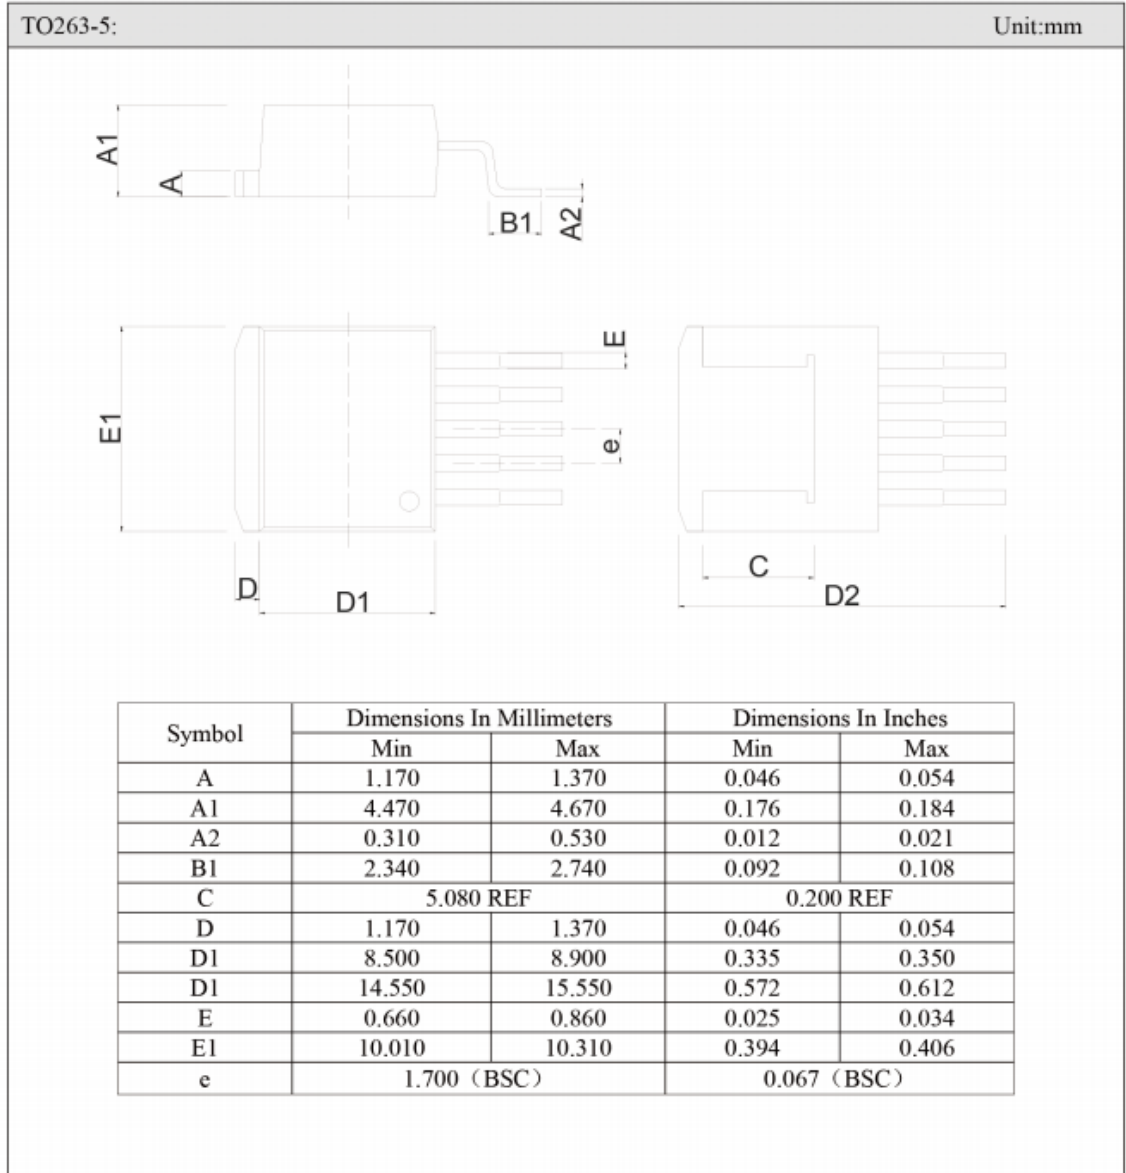 TO263-5: Unit:mm
A1
A
B1
A2
E
E1
e
D
D1
C
D2
Symbol Dimensions In Millimeters Dimensions In Inches
Min Max Min Max
A 1.170 1.370 0.046 0.054
A1 4.470 4.670 0.176 0.184
A2 0.310 0.530 0.012 0.021
B1 2.340 2.740 0.092 0.108
C 5.080 REF 0.200 REF
D 1.170 1.370 0.046 0.054
D1 8.500 8.900 0.335 0.350
D1 14.550 15.550 0.572 0.612
E 0.660 0.860 0.025 0.034
E1 10.010 10.310 0.394 0.406
e 1.700（BSC） 0.067（BSC）